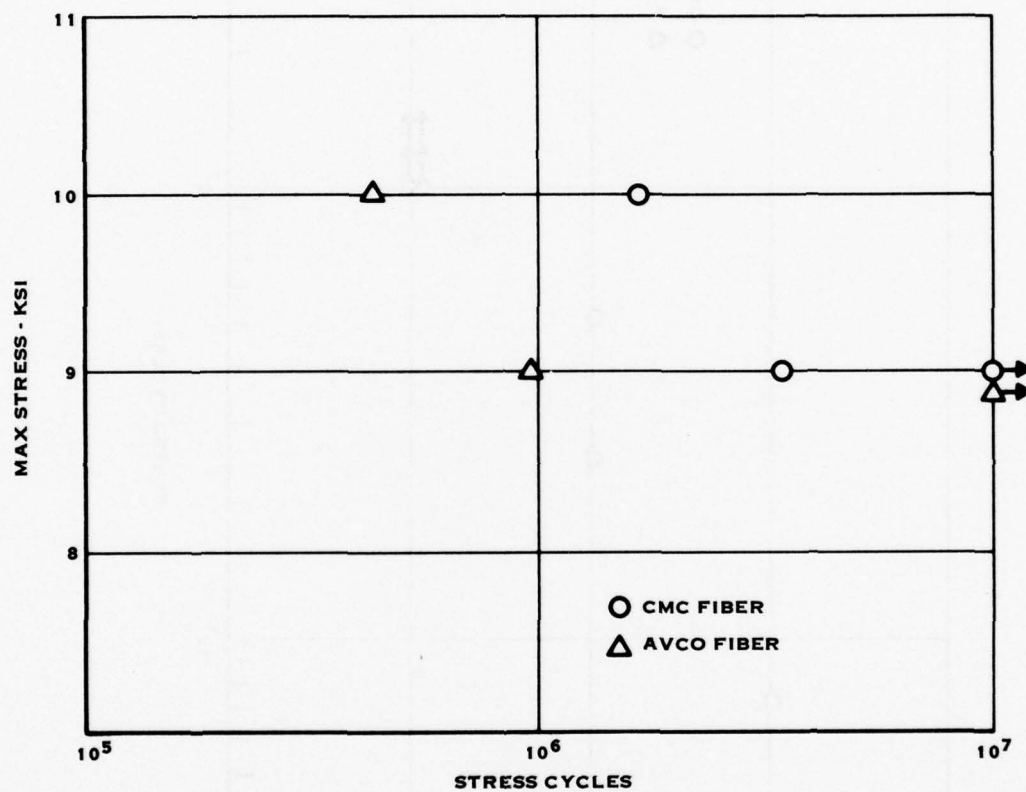 11
10
9
8
MAX STRESS - KSI
10⁵
10⁶
10⁷
STRESS CYCLES
CMC FIBER
AVCO FIBER